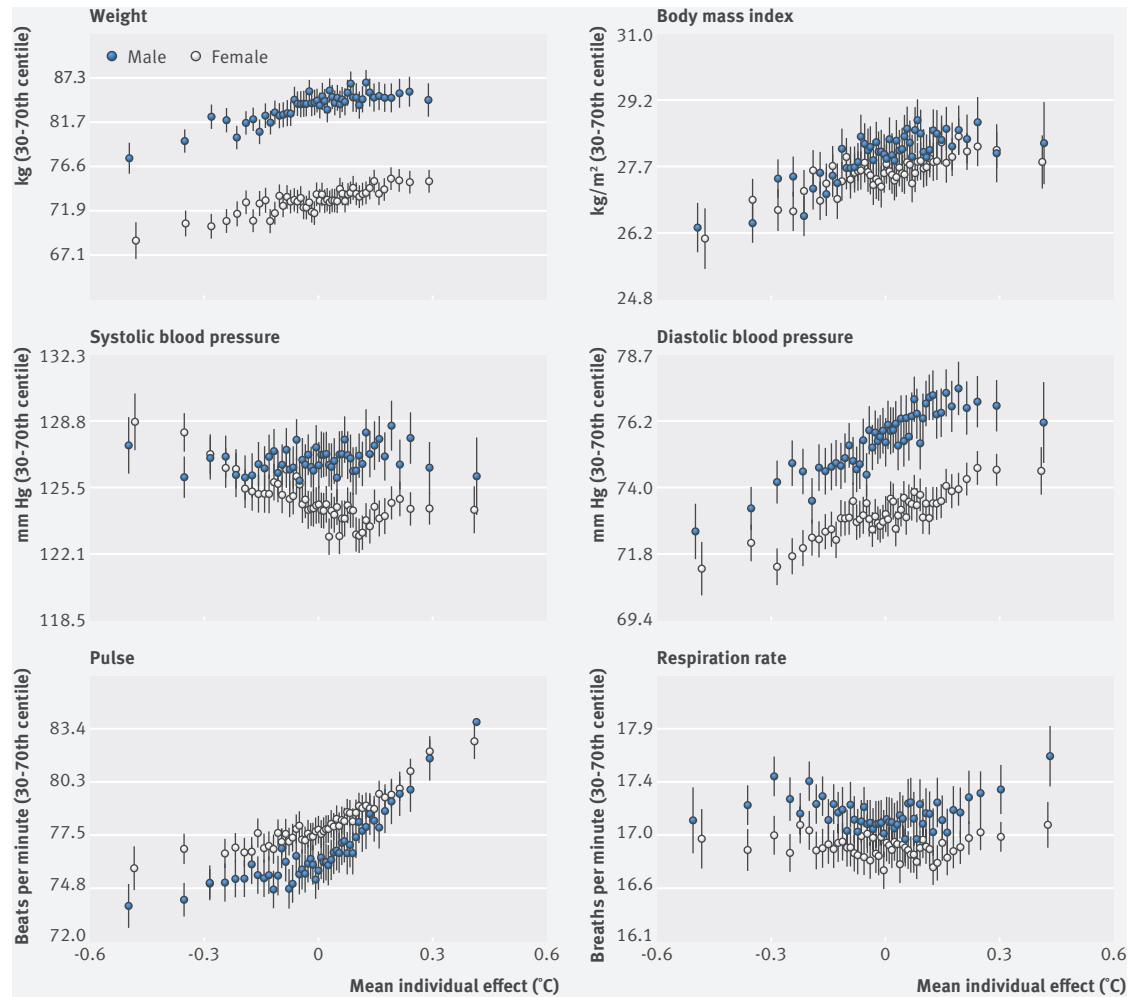 Weight
kg (30-70th centile)
Male
Female
87.3
81.7
76.6
71.9
67.1
Body mass index
kg/m² (30-70th centile)
31.0
29.2
27.7
26.2
24.8
Systolic blood pressure
mm Hg (30-70th centile)
132.3
128.8
125.5
122.1
118.5
Diastolic blood pressure
mm Hg (30-70th centile)
78.7
76.2
74.0
71.8
69.4
Pulse
Beats per minute (30-70th centile)
83.4
80.3
77.5
74.8
72.0
-0.6
-0.3
0
0.3
0.6
Mean individual effect (°C)
Respiration rate
Breaths per minute (30-70th centile)
17.9
17.4
17.0
16.6
16.1
-0.6
-0.3
0
0.3
0.6
Mean individual effect (°C)